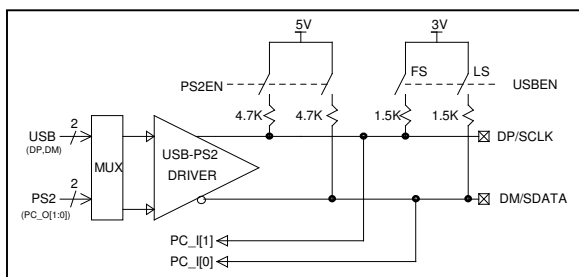 5V
3V
PS2EN
FS
LS
USBEN
4.7K
4.7K
1.5K
1.5K
USB
(DP,DM)
2
MUX
USB-PS2
DRIVER
DP/SCLK
PS2
(PC_O[1:0])
2
DM/SDATA
PC_I[1]
PC_I[0]